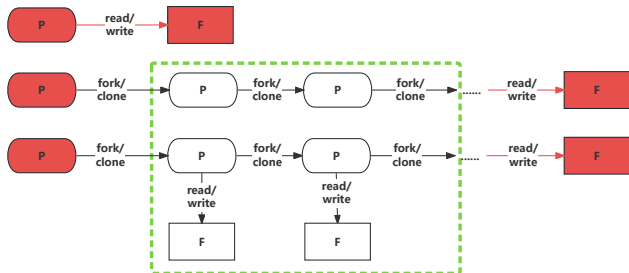 P
read/
write
F
P
fork/
clone
P
fork/
clone
P
fork/
clone
......
read/
write
F
P
fork/
clone
P
fork/
clone
P
fork/
clone
......
read/
write
F
read/
write
read/
write
F
F